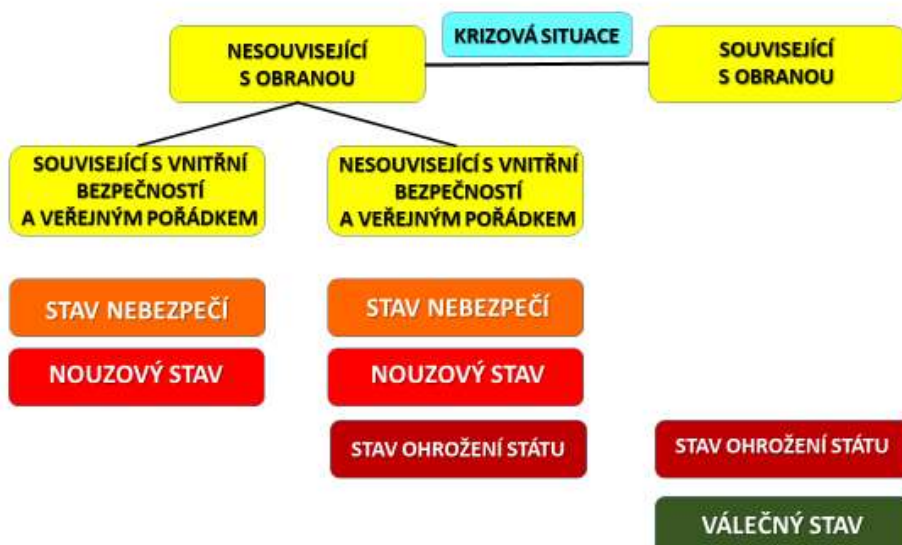 KRIZOVÁ SITUACE
NESOUVISEJÍCÍ
S OBRANOU
SOUVISEJÍCÍ
S OBRANOU
SOUVISEJÍCÍ S VNITŘNÍ
BEZPEČNOSTÍ
A VEŘEJNÝM POŘÁDKEM
NESOUVISEJÍCÍ S VNITŘNÍ
BEZPEČNOSTÍ
A VEŘEJNÝM POŘÁDKEM
STAV NEBEZPEČÍ
STAV NEBEZPEČÍ
NOUZOVÝ STAV
NOUZOVÝ STAV
STAV OHROŽENÍ STÁTU
STAV OHROŽENÍ STÁTU
VÁLEČNÝ STAV